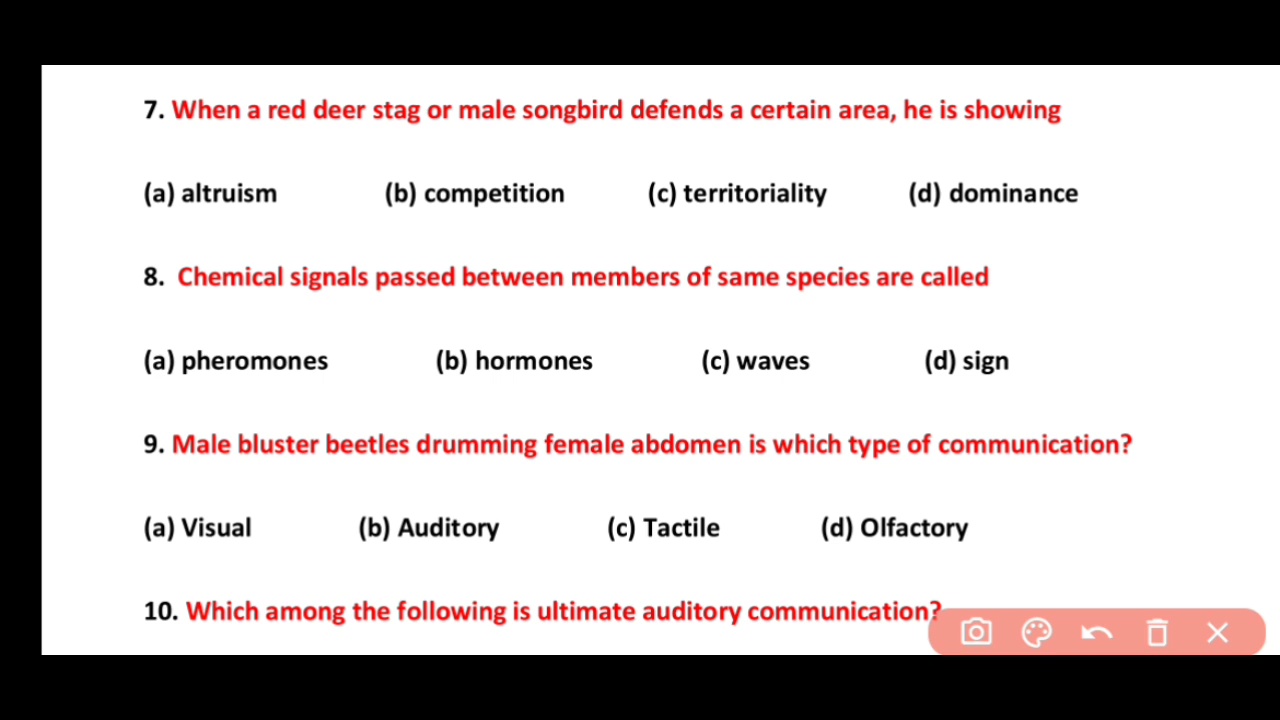 7. When a red deer stag or male songbird defends a certain area, he is showing
(a) altruism (b) competition (c) territoriality (d) dominance
8. Chemical signals passed between members of same species are called
(a) pheromones (b) hormones (c) waves (d) sign
9. Male bluster beetles drumming female abdomen is which type of communication?
(a) Visual (b) Auditory (c) Tactile (d) Olfactory
10. Which among the following is ultimate auditory communication?